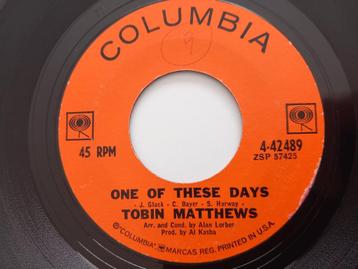 COLUMBIA
45 RPM
4-42489
ZSP 57425
ONE OF THESE DAYS
- J. Gluck - C. Bayer - S. Harway -
TOBIN MATTHEWS
Arr. and Cond. by Alan Lorber
Prod. by Al Kasha
©"COLUMBIA", MARCAS REG. PRINTED IN U.S.A.